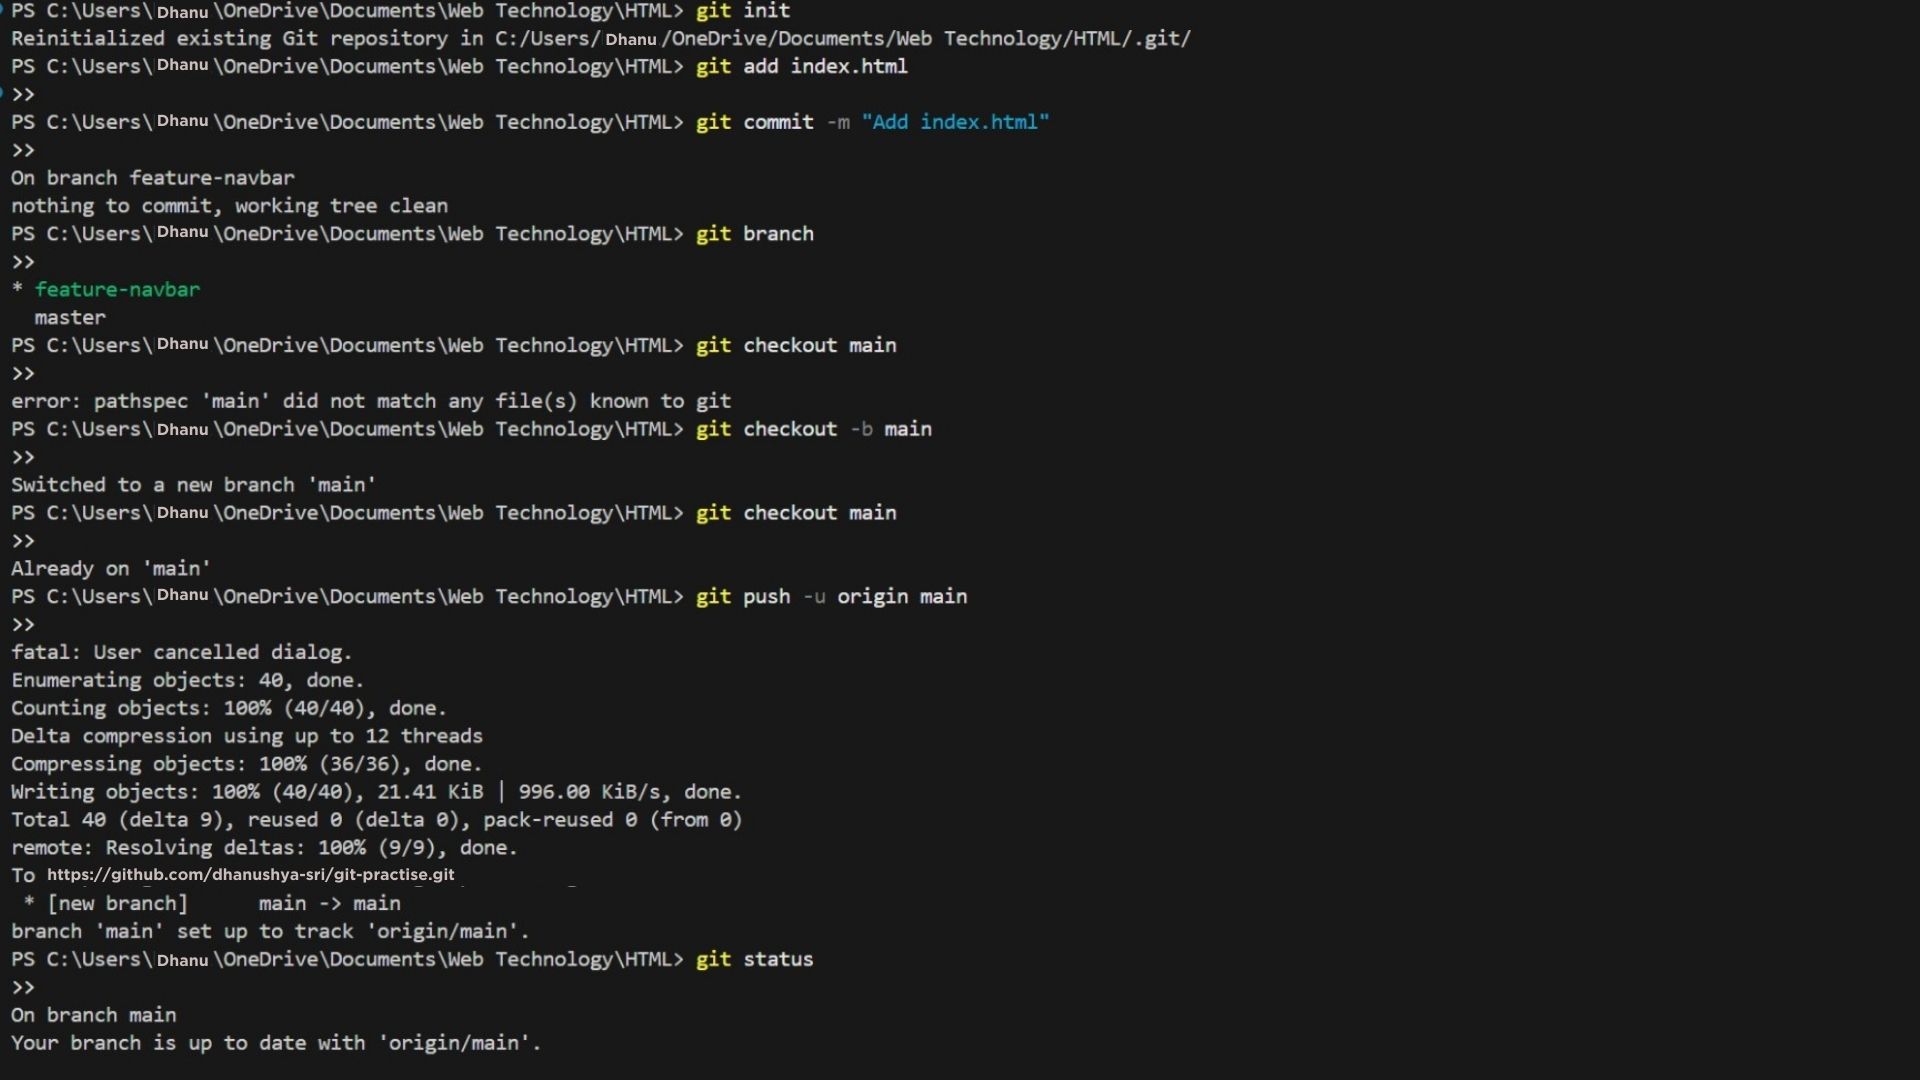 PS C:\Users\Dhanu\OneDrive\Documents\Web Technology\HTML> git init
Reinitialized existing Git repository in C:/Users/Dhanu/OneDrive/Documents/Web Technology/HTML/.git/
PS C:\Users\Dhanu\OneDrive\Documents\Web Technology\HTML> git add index.html
>>
PS C:\Users\Dhanu\OneDrive\Documents\Web Technology\HTML> git commit -m "Add index.html"
>>
On branch feature-navbar
nothing to commit, working tree clean
PS C:\Users\Dhanu\OneDrive\Documents\Web Technology\HTML> git branch
>>
* feature-navbar
  master
PS C:\Users\Dhanu\OneDrive\Documents\Web Technology\HTML> git checkout main
>>
error: pathspec 'main' did not match any file(s) known to git
PS C:\Users\Dhanu\OneDrive\Documents\Web Technology\HTML> git checkout -b main
>>
Switched to a new branch 'main'
PS C:\Users\Dhanu\OneDrive\Documents\Web Technology\HTML> git checkout main
>>
Already on 'main'
PS C:\Users\Dhanu\OneDrive\Documents\Web Technology\HTML> git push -u origin main
>>
fatal: User cancelled dialog.
Enumerating objects: 40, done.
Counting objects: 100% (40/40), done.
Delta compression using up to 12 threads
Compressing objects: 100% (36/36), done.
Writing objects: 100% (40/40), 21.41 KiB | 996.00 KiB/s, done.
Total 40 (delta 9), reused 0 (delta 0), pack-reused 0 (from 0)
remote: Resolving deltas: 100% (9/9), done.
To https://github.com/dhanushya-sri/git-practise.git
 * [new branch]      main -> main
branch 'main' set up to track 'origin/main'.
PS C:\Users\Dhanu\OneDrive\Documents\Web Technology\HTML> git status
>>
On branch main
Your branch is up to date with 'origin/main'.